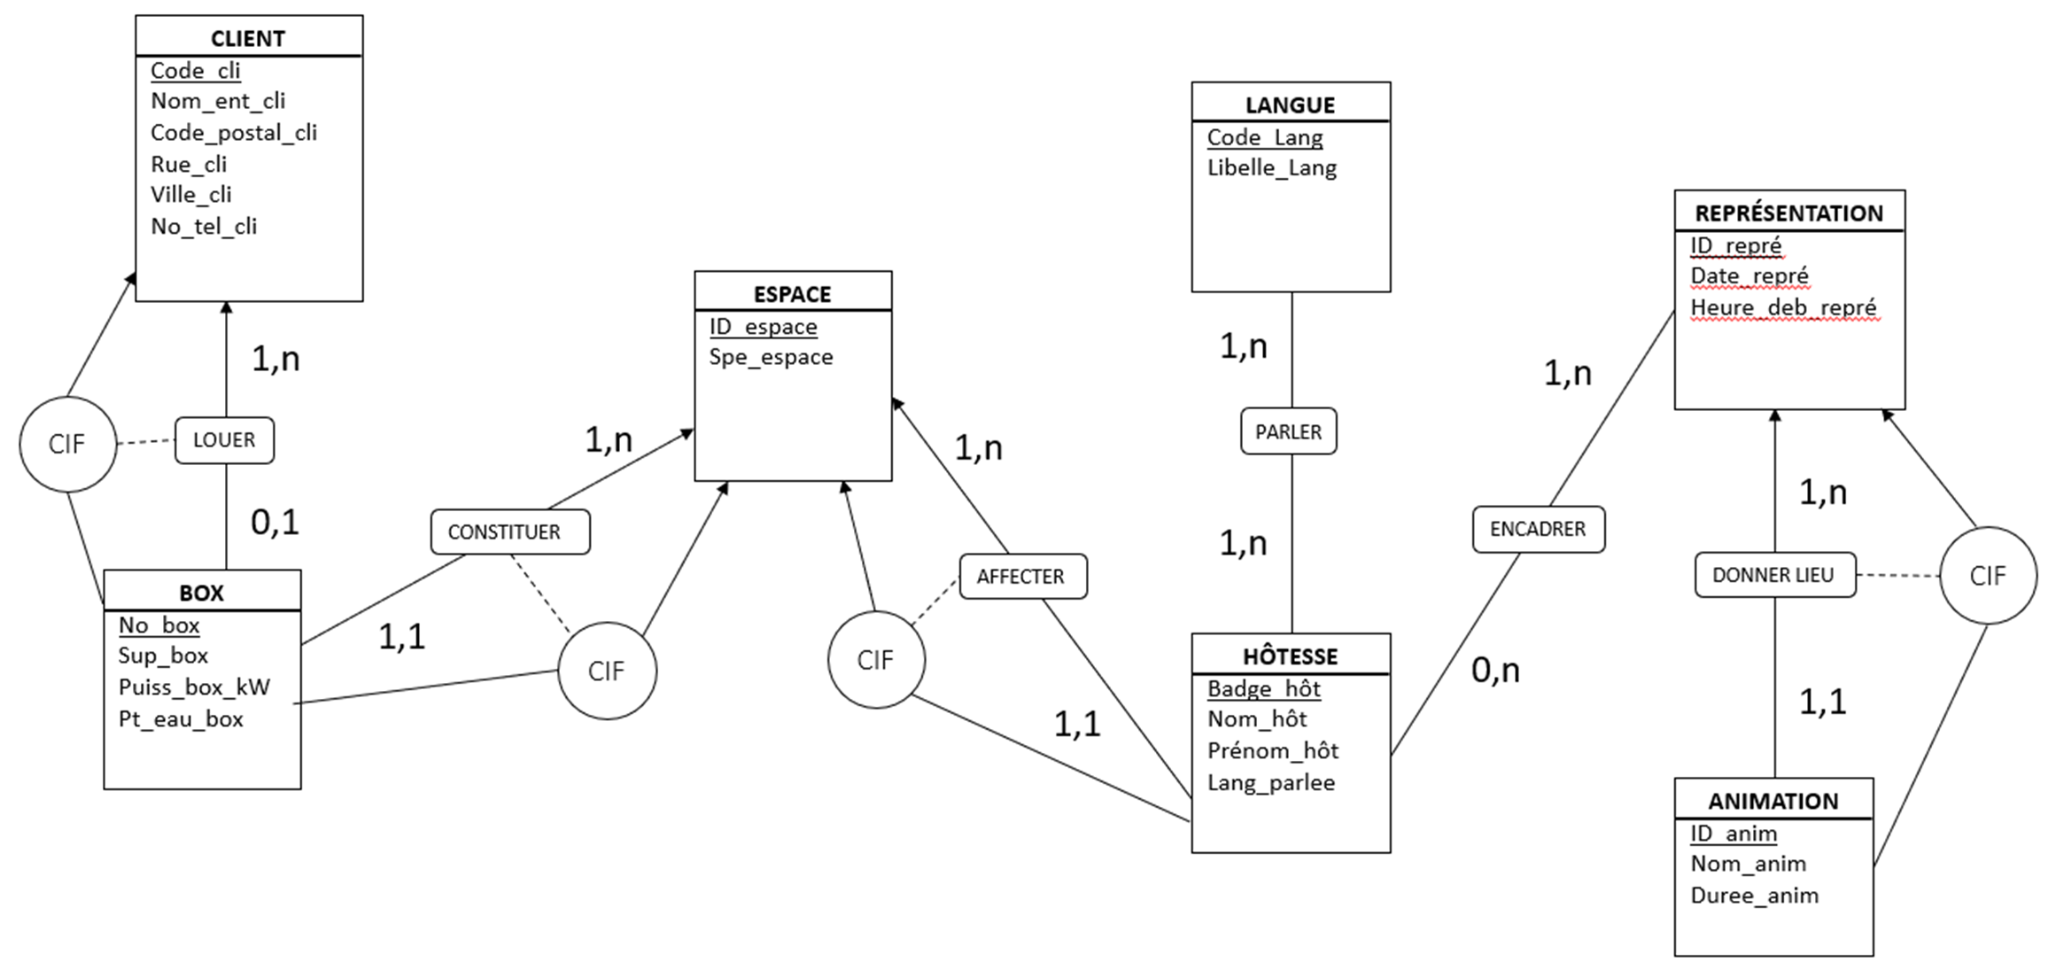 CLIENT
Code_cli
Nom_ent_cli
Code_postal_cli
Rue_cli
Ville_cli
No_tel_cli
1,n
CIF
LOUER
0,1
BOX
No_box
Sup_box
Puiss_box_kW
Pt_eau_box
1,n
CONSTITUER
1,1
CIF
ESPACE
ID_espace
Spe_espace
1,n
AFFECTER
CIF
1,1
LANGUE
Code_Lang
Libelle_Lang
1,n
PARLER
1,n
HÔTESSE
Badge_hôt
Nom_hôt
Prénom_hôt
Lang_parlee
1,n
ENCADRER
0,n
REPRÉSENTATION
ID_repré
Date_repré
Heure_deb_repré
1,n
DONNER LIEU
CIF
1,1
ANIMATION
ID_anim
Nom_anim
Duree_anim